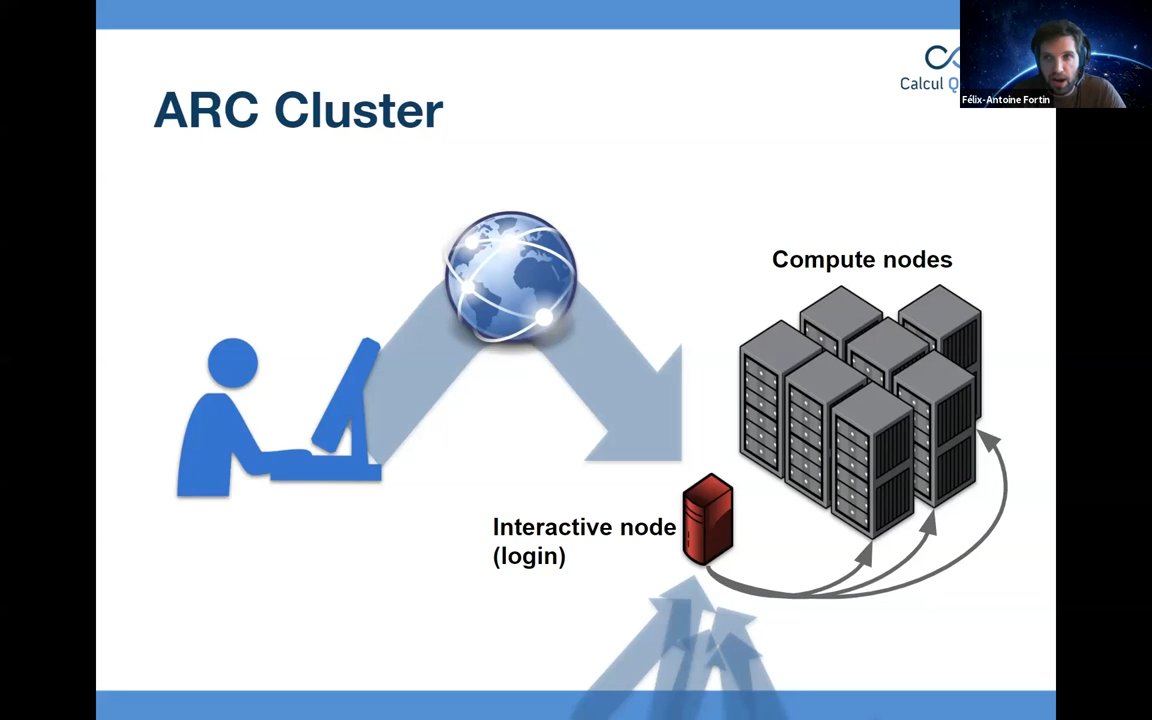 ARC Cluster
Calcul Q
Félix-Antoine Fortin
Compute nodes
Interactive node
(login)